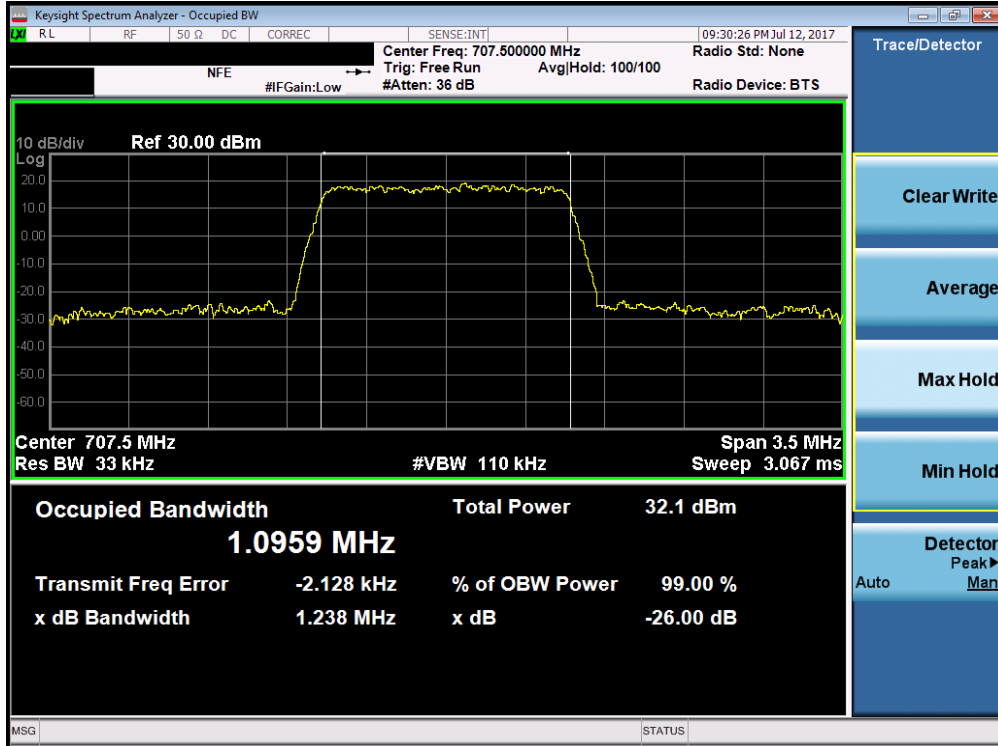 Keysight Spectrum Analyzer - Occupied BW
LXI RL RF 50 Ω DC CORREC SENSE:INT 09:30:26 PM Jul 12, 2017
Center Freq: 707.500000 MHz Radio Std: None
NFE Trig: Free Run Avg|Hold: 100/100
#IFGain:Low #Atten: 36 dB Radio Device: BTS
Trace/Detector
10 dB/div Ref 30.00 dBm
Log
20.0
10.0
0.00
-10.0
-20.0
-30.0
-40.0
-50.0
-60.0
Center 707.5 MHz Span 3.5 MHz
Res BW 33 kHz #VBW 110 kHz Sweep 3.067 ms
Occupied Bandwidth Total Power 32.1 dBm
1.0959 MHz
Transmit Freq Error -2.128 kHz % of OBW Power 99.00 %
x dB Bandwidth 1.238 MHz x dB -26.00 dB
Clear Write
Average
Max Hold
Min Hold
Detector
Peak▶
Auto Man
MSG STATUS